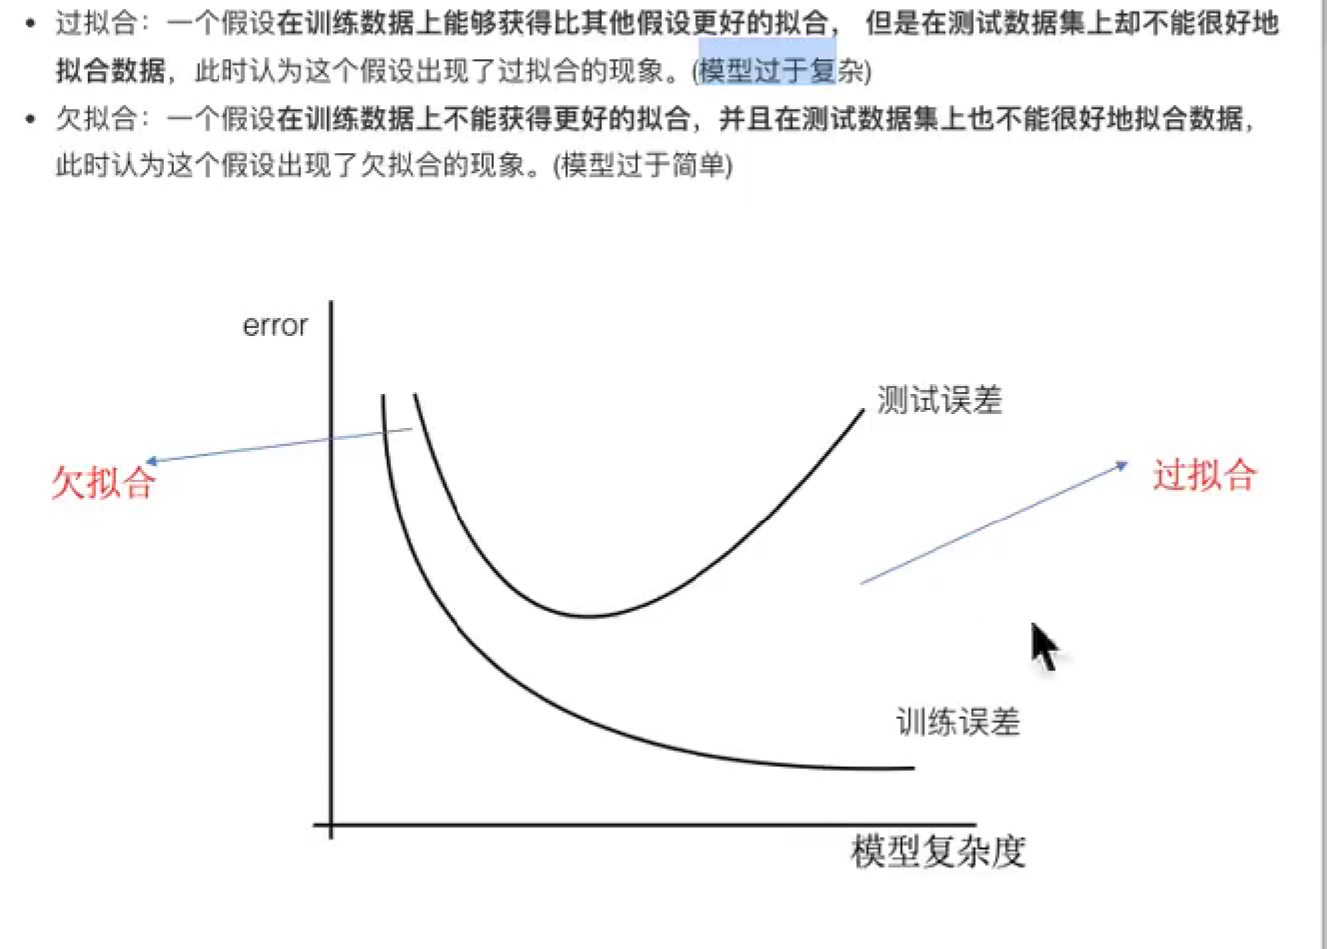 • 过拟合：一个假设在训练数据上能够获得比其他假设更好的拟合， 但是在测试数据集上却不能很好地
拟合数据，此时认为这个假设出现了过拟合的现象。(模型过于复杂)
• 欠拟合：一个假设在训练数据上不能获得更好的拟合，并且在测试数据集上也不能很好地拟合数据，
此时认为这个假设出现了欠拟合的现象。(模型过于简单)
error
测试误差
欠拟合
过拟合
训练误差
模型复杂度